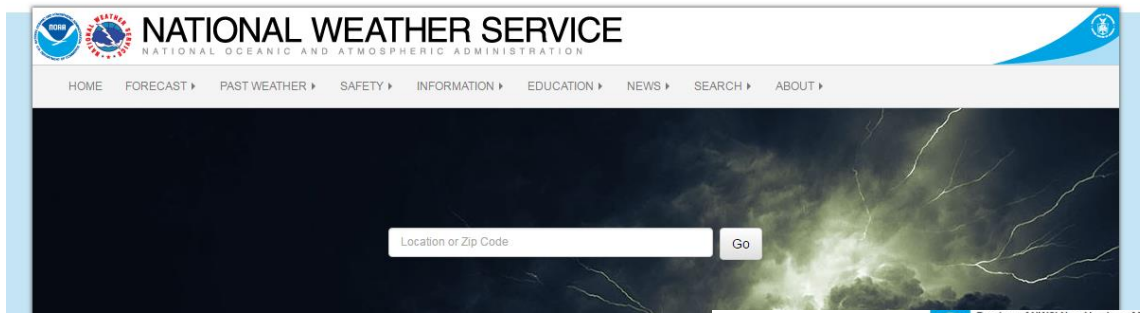 NOAA
NATIONAL WEATHER SERVICE
NATIONAL OCEANIC AND ATMOSPHERIC ADMINISTRATION
HOME FORECAST PAST WEATHER SAFETY INFORMATION EDUCATION NEWS SEARCH ABOUT
Location or Zip Code Go